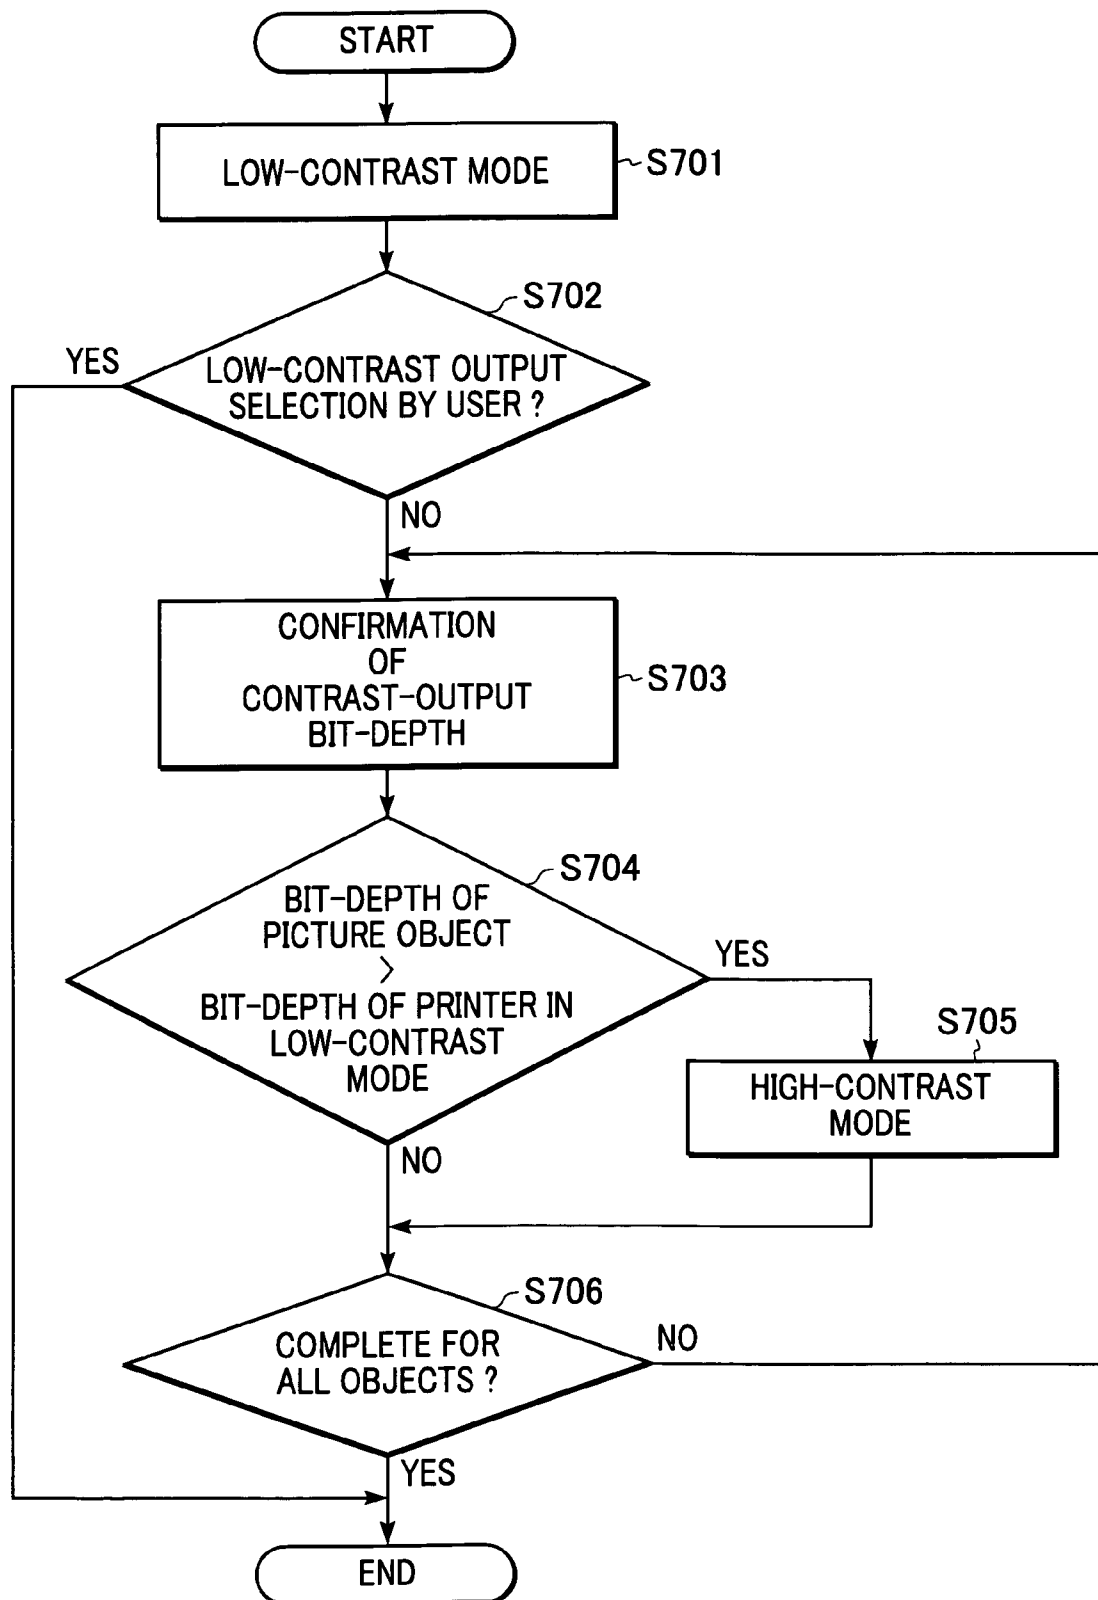 START
LOW-CONTRAST MODE
S701
S702
YES
LOW-CONTRAST OUTPUT
SELECTION BY USER ?
NO
CONFIRMATION
OF
CONTRAST-OUTPUT
BIT-DEPTH
S703
S704
BIT-DEPTH OF
PICTURE OBJECT
>
BIT-DEPTH OF PRINTER IN
LOW-CONTRAST
MODE
YES
S705
HIGH-CONTRAST
MODE
NO
S706
COMPLETE FOR
ALL OBJECTS ?
NO
YES
END